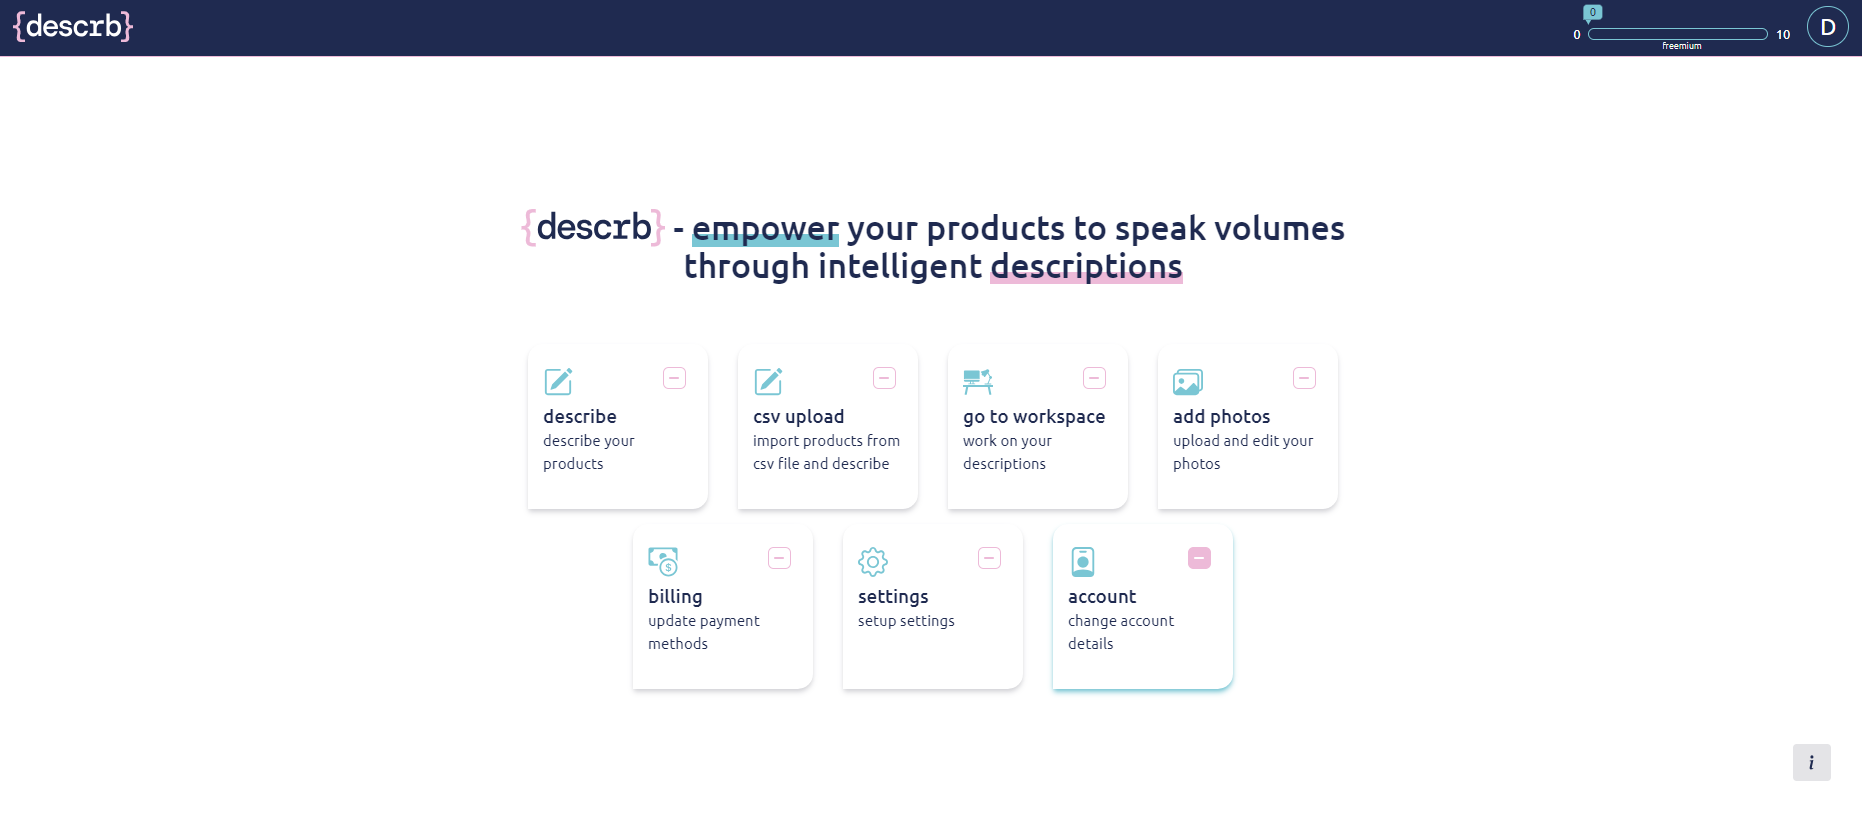 {descrb}
0
0
10
freemium
D
{descrb} - empower your products to speak volumes
through intelligent descriptions
describe
describe your
products
csv upload
import products from
csv file and describe
go to workspace
work on your
descriptions
add photos
upload and edit your
photos
billing
update payment
methods
settings
setup settings
account
change account
details
i